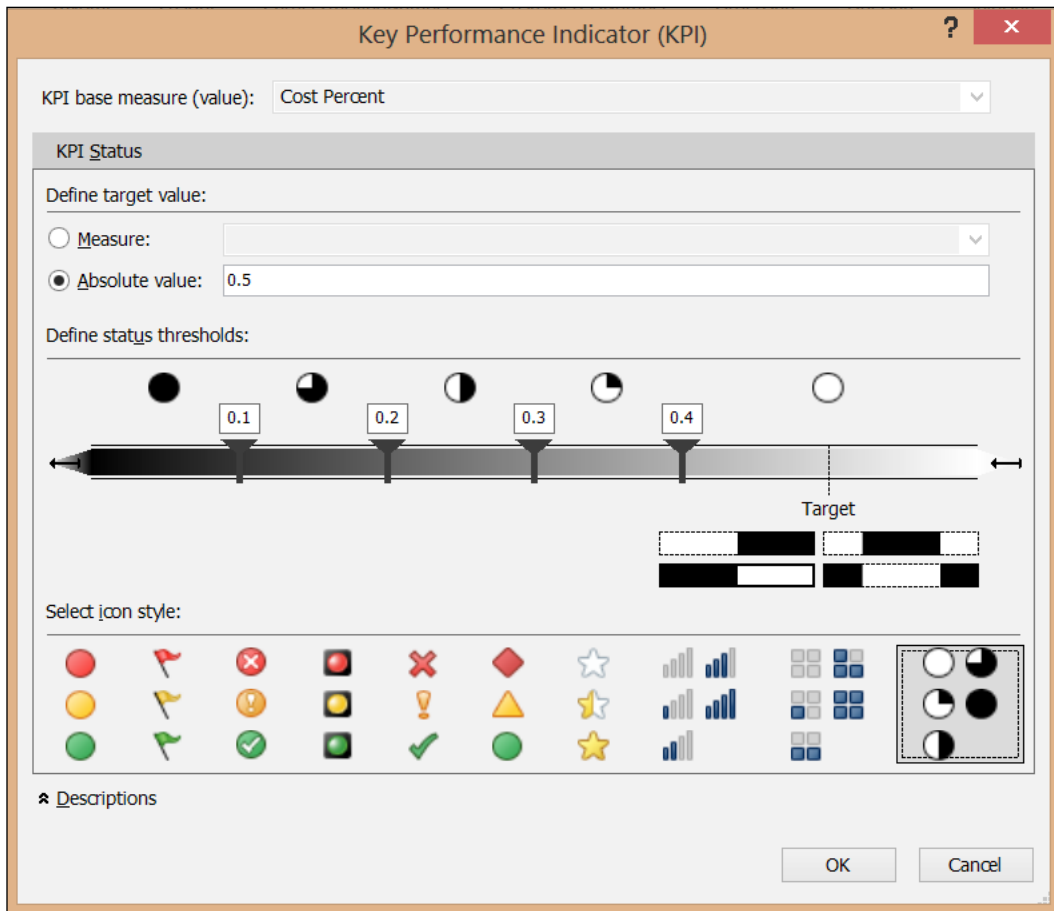 Key Performance Indicator (KPI)
?
KPI base measure (value): Cost Percent
KPI Status
Define target value:
Measure:
Absolute value: 0.5
Define status thresholds:
0.1 0.2 0.3 0.4
Target
Select icon style:
Descriptions
OK Cancel